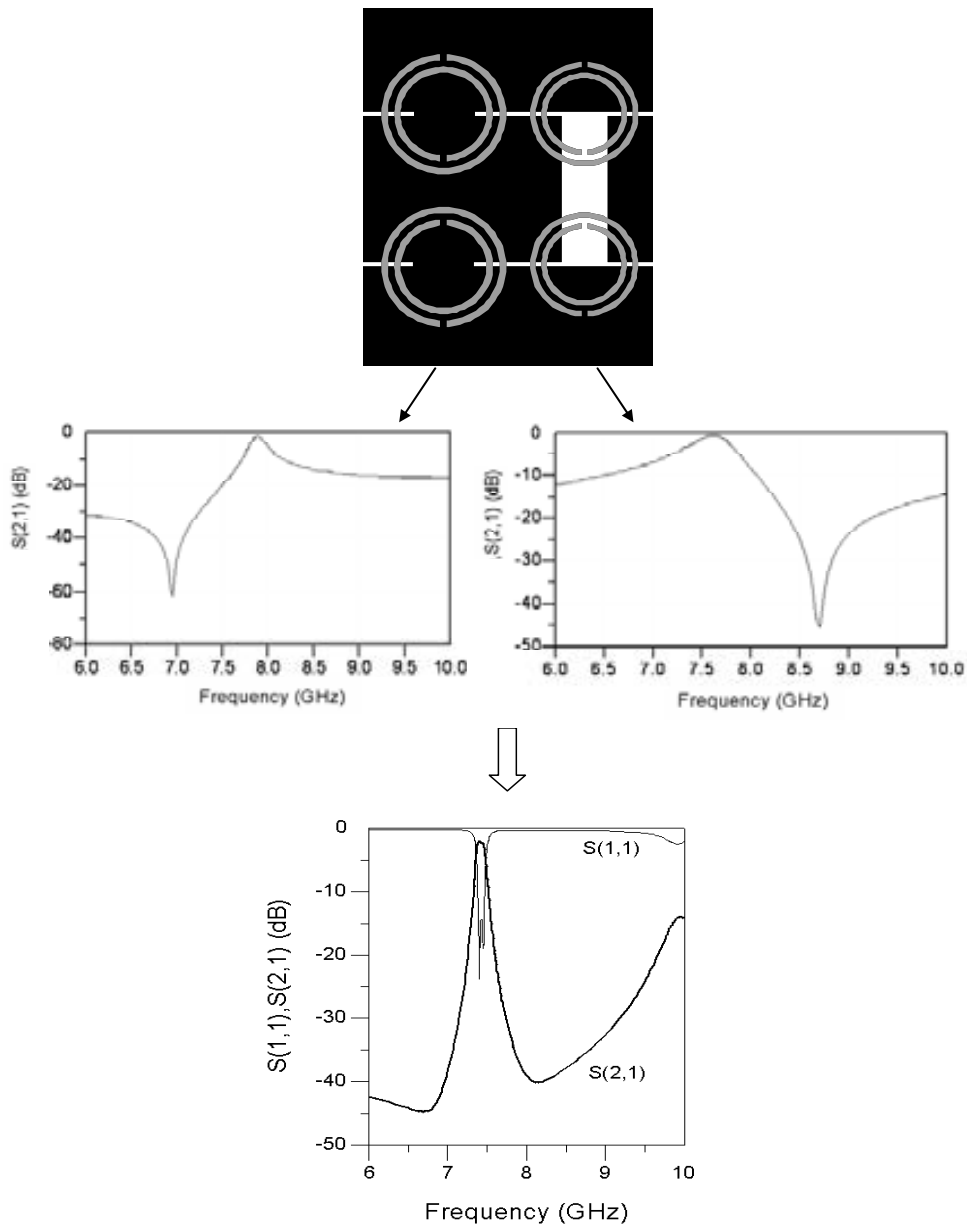 0
-20
-40
-60
-80
S(2,1) (dB)
6.0 6.5 7.0 7.5 8.0 8.5 9.0 9.5 10.0
Frequency (GHz)
0
-10
-20
-30
-40
-50
,S(2,1) (dB)
6.0 6.5 7.0 7.5 8.0 8.5 9.0 9.5 10.0
Frequency (GHz)
0
-10
-20
-30
-40
-50
S(1,1),S(2,1) (dB)
S(1,1)
S(2,1)
6 7 8 9 10
Frequency (GHz)